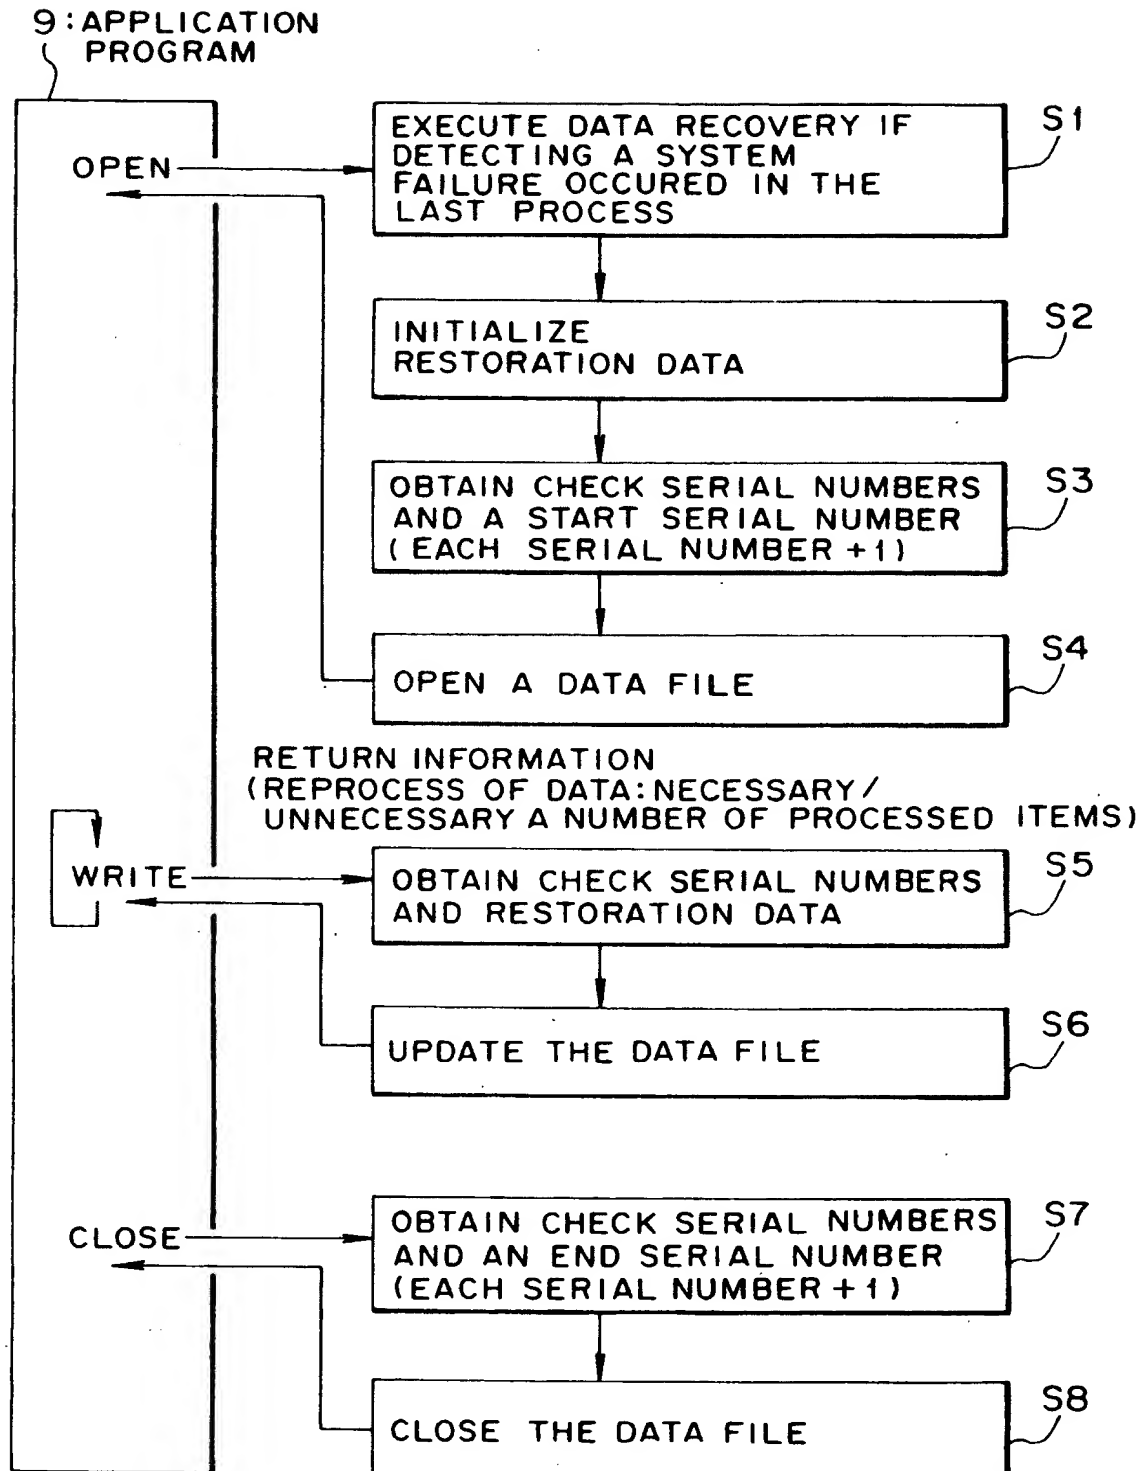 9:APPLICATION
PROGRAM
OPEN
EXECUTE DATA RECOVERY IF
DETECTING A SYSTEM
FAILURE OCCURED IN THE
LAST PROCESS
S1
INITIALIZE
RESTORATION DATA
S2
OBTAIN CHECK SERIAL NUMBERS
AND A START SERIAL NUMBER
(EACH SERIAL NUMBER +1)
S3
OPEN A DATA FILE
S4
RETURN INFORMATION
(REPROCESS OF DATA:NECESSARY/
UNNECESSARY A NUMBER OF PROCESSED ITEMS)
WRITE
OBTAIN CHECK SERIAL NUMBERS
AND RESTORATION DATA
S5
UPDATE THE DATA FILE
S6
CLOSE
OBTAIN CHECK SERIAL NUMBERS
AND AN END SERIAL NUMBER
(EACH SERIAL NUMBER +1)
S7
CLOSE THE DATA FILE
S8